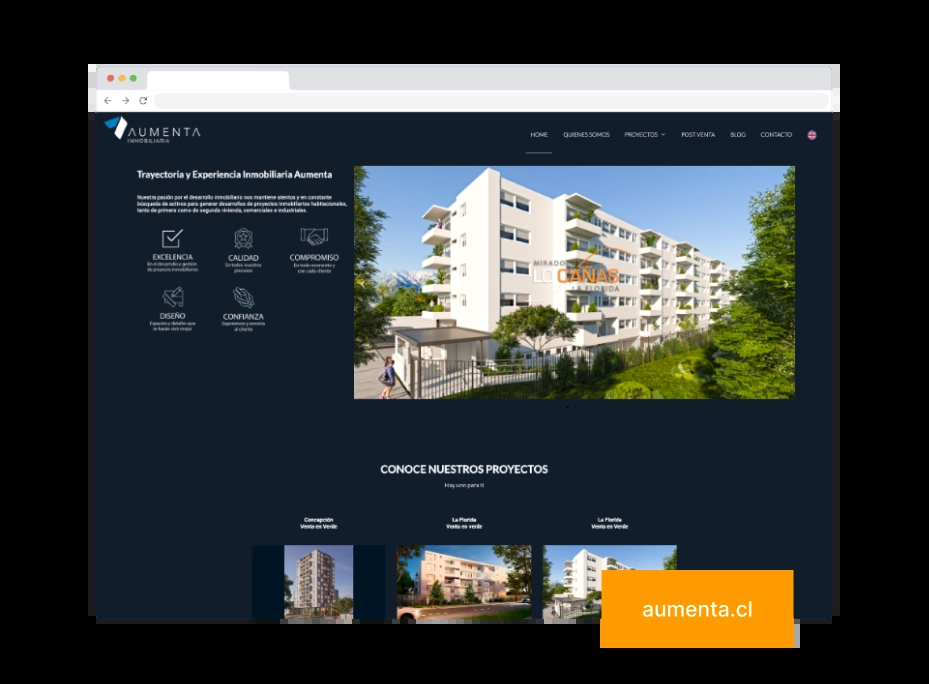 AUMENTA
INMOBILIARIA
HOME QUIENES SOMOS PROYECTOS POST VENTA BLOG CONTACTO
Trayectoria y Experiencia Inmobiliaria Aumenta
Nuestra pasión por el desarrollo inmobiliario nos mantiene atentos y en constante
búsqueda de activos para generar desarrollos de proyectos inmobiliarios habitacionales,
tanto de primera como de segunda vivienda, comerciales e industriales.
EXCELENCIA
En el desarrollo y gestión
de proyecto inmobiliarios
CALIDAD
En todos nuestros
procesos
COMPROMISO
En todo momento y
con cada cliente
DISEÑO
Espacios y detalles que
te harán vivir mejor
CONFIANZA
Experiencia y servicio
al cliente
MIRADOR
LO CAÑAS
LA FLORIDA
CONOCE NUESTROS PROYECTOS
Hay uno para ti
Concepción
Venta en Verde
La Florida
Venta en verde
La Florida
Venta en Verde
aumenta.cl